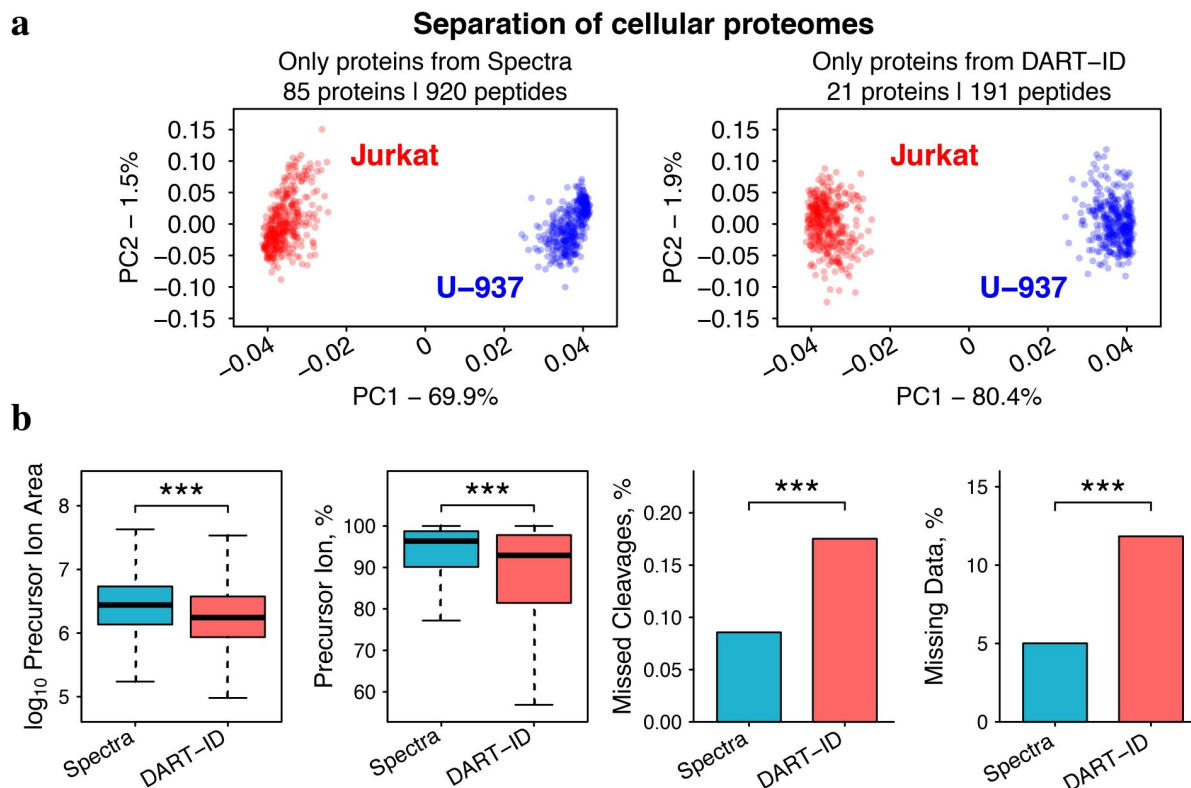 a
Separation of cellular proteomes
Only proteins from Spectra
85 proteins | 920 peptides
PC2 − 1.5%
0.15
0.10
0.05
0.00
−0.05
−0.10
−0.15
Jurkat
U−937
−0.04
−0.02
0
0.02
0.04
PC1 − 69.9%
Only proteins from DART−ID
21 proteins | 191 peptides
PC2 − 1.9%
0.15
0.10
0.05
0.00
−0.05
−0.10
−0.15
Jurkat
U−937
−0.04
−0.02
0
0.02
0.04
PC1 − 80.4%
b
log10 Precursor Ion Area
8
7
6
5
***
Spectra
DART−ID
Precursor Ion, %
100
90
80
70
60
***
Spectra
DART−ID
Missed Cleavages, %
0.20
0.15
0.10
0.05
0.00
***
Spectra
DART−ID
Missing Data, %
15
10
5
0
***
Spectra
DART−ID